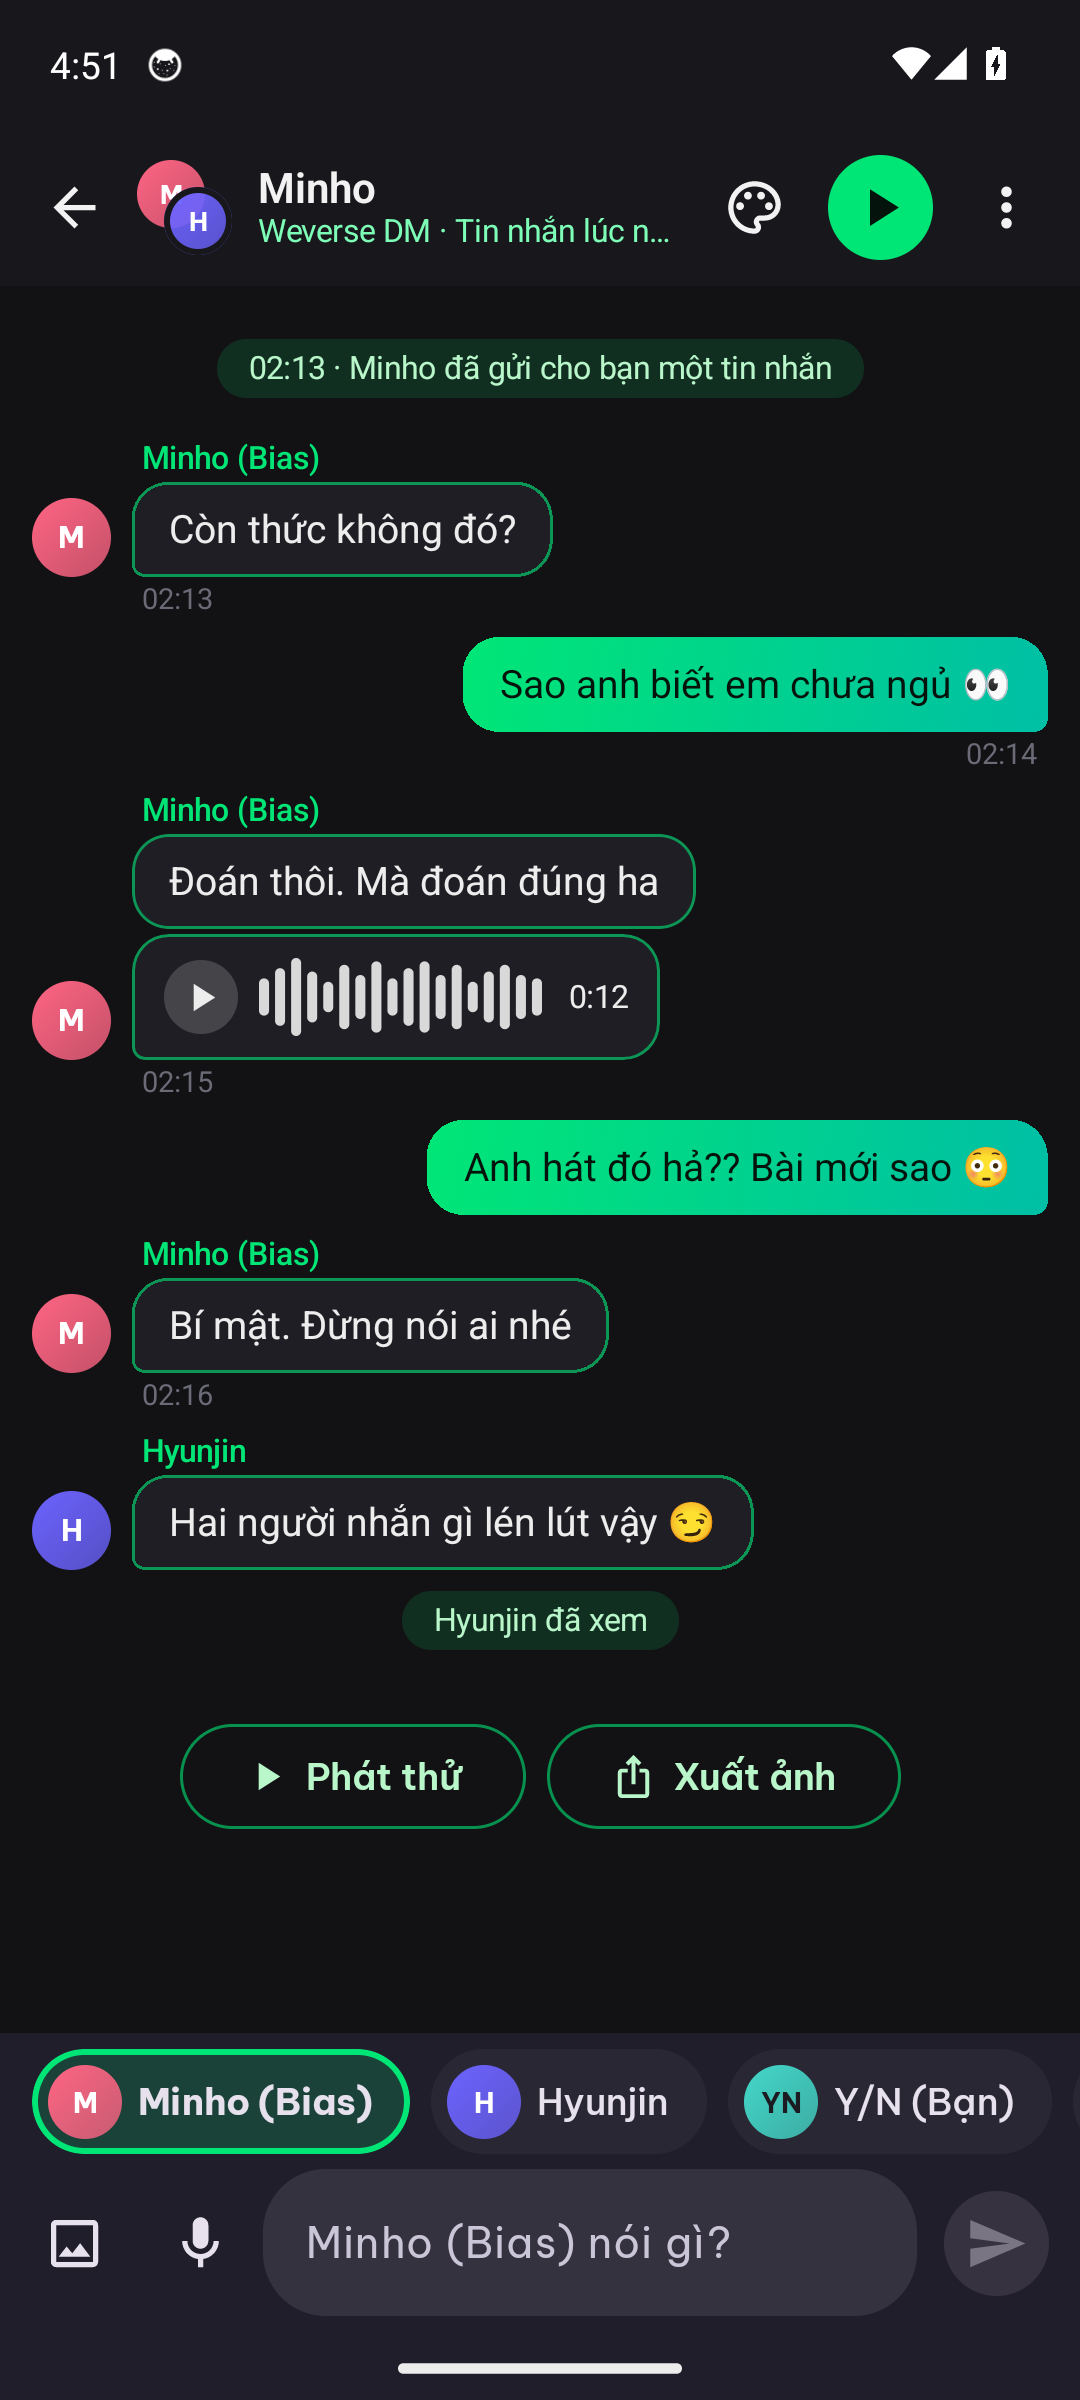 4:51
M
H
Minho
Weverse DM · Tin nhắn lúc n...
02:13 · Minho đã gửi cho bạn một tin nhắn
Minho (Bias)
M
Còn thức không đó?
02:13
Sao anh biết em chưa ngủ 👀
02:14
Minho (Bias)
Đoán thôi. Mà đoán đúng ha
M
0:12
02:15
Anh hát đó hả?? Bài mới sao 😳
Minho (Bias)
M
Bí mật. Đừng nói ai nhé
02:16
Hyunjin
H
Hai người nhắn gì lén lút vậy 😏
Hyunjin đã xem
Phát thử
Xuất ảnh
M Minho (Bias)
H Hyunjin
YN Y/N (Bạn)
Minho (Bias) nói gì?